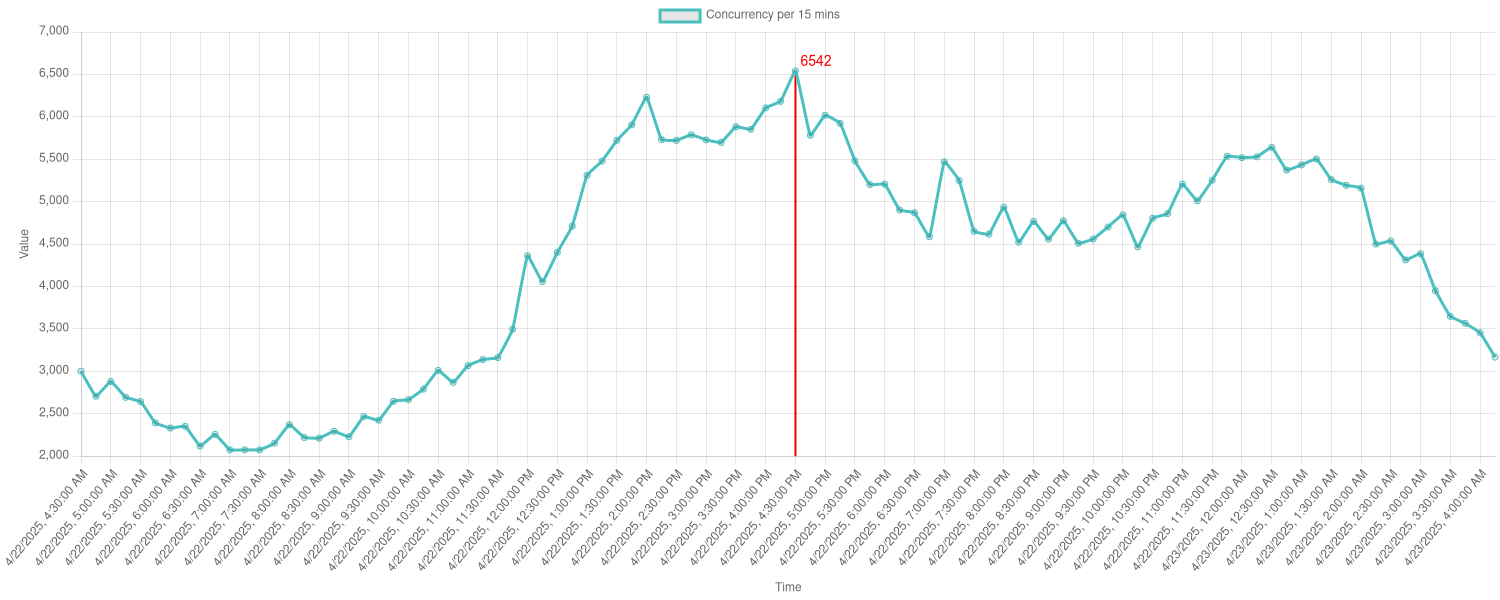 Concurrency per 15 mins
7,000
6,500
6,000
5,500
5,000
4,500
4,000
3,500
3,000
2,500
2,000
Value
6542
4/22/2025, 4:30:00 AM
4/22/2025, 5:00:00 AM
4/22/2025, 5:30:00 AM
4/22/2025, 6:00:00 AM
4/22/2025, 6:30:00 AM
4/22/2025, 7:00:00 AM
4/22/2025, 7:30:00 AM
4/22/2025, 8:00:00 AM
4/22/2025, 8:30:00 AM
4/22/2025, 9:00:00 AM
4/22/2025, 9:30:00 AM
4/22/2025, 10:00:00 AM
4/22/2025, 10:30:00 AM
4/22/2025, 11:00:00 AM
4/22/2025, 11:30:00 AM
4/22/2025, 12:00:00 PM
4/22/2025, 12:30:00 PM
4/22/2025, 1:00:00 PM
4/22/2025, 1:30:00 PM
4/22/2025, 2:00:00 PM
4/22/2025, 2:30:00 PM
4/22/2025, 3:00:00 PM
4/22/2025, 3:30:00 PM
4/22/2025, 4:00:00 PM
4/22/2025, 4:30:00 PM
4/22/2025, 5:00:00 PM
4/22/2025, 5:30:00 PM
4/22/2025, 6:00:00 PM
4/22/2025, 6:30:00 PM
4/22/2025, 7:00:00 PM
4/22/2025, 7:30:00 PM
4/22/2025, 8:00:00 PM
4/22/2025, 8:30:00 PM
4/22/2025, 9:00:00 PM
4/22/2025, 9:30:00 PM
4/22/2025, 10:00:00 PM
4/22/2025, 10:30:00 PM
4/22/2025, 11:00:00 PM
4/22/2025, 11:30:00 PM
4/23/2025, 12:00:00 AM
4/23/2025, 12:30:00 AM
4/23/2025, 1:00:00 AM
4/23/2025, 1:30:00 AM
4/23/2025, 2:00:00 AM
4/23/2025, 2:30:00 AM
4/23/2025, 3:00:00 AM
4/23/2025, 3:30:00 AM
4/23/2025, 4:00:00 AM
Time